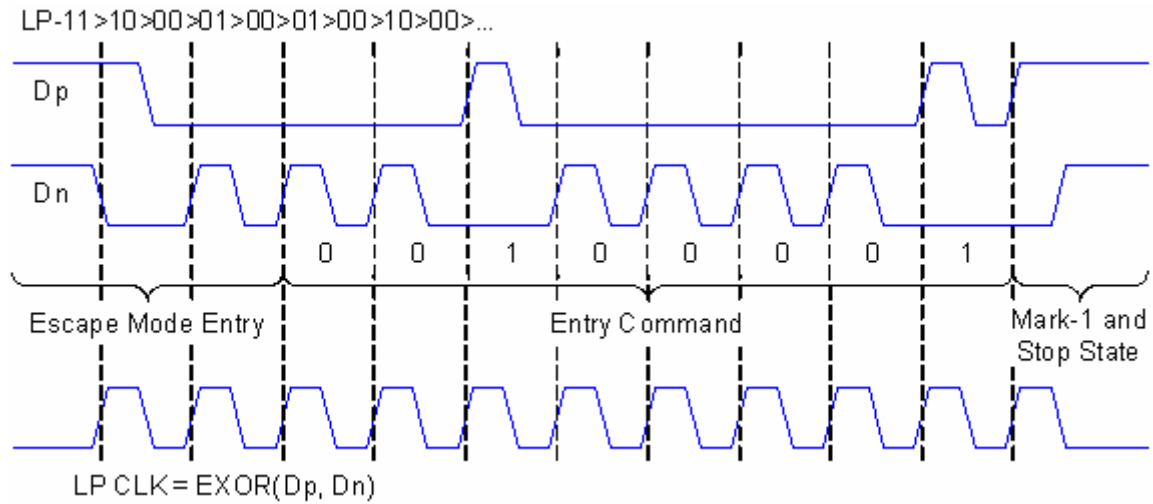 LP-11>10>00>01>00>01>00>10>00>...
Dp
Dn
0 0 1 0 0 0 0 1
Escape Mode Entry
Entry Command
Mark-1 and
Stop State
LP CLK = EXOR(Dp, Dn)